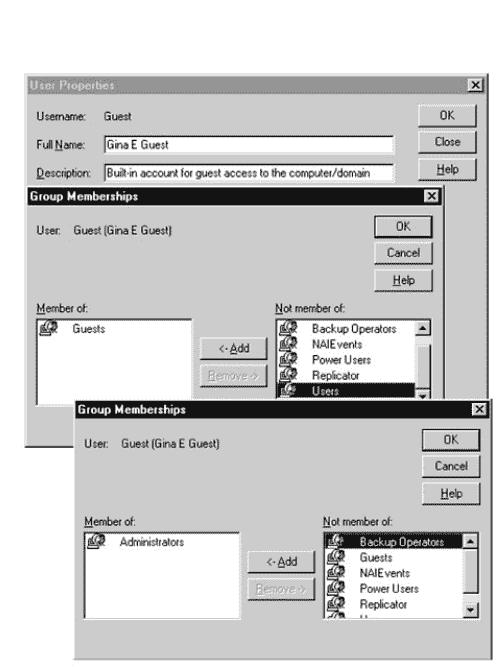 User Properties
Username: Guest
OK
Full Name: Gina E Guest
Close
Description: Built-in account for guest access to the computer/domain
Help
Group Memberships
User: Guest (Gina E Guest)
OK
Cancel
Help
Member of:
Not member of:
Guests
Backup Operators
NAIEvents
Power Users
Replicator
Users
<- Add
Remove ->
Group Memberships
User: Guest (Gina E Guest)
OK
Cancel
Help
Member of:
Not member of:
Administrators
Backup Operators
Guests
NAIEvents
Power Users
Replicator
<- Add
Remove ->